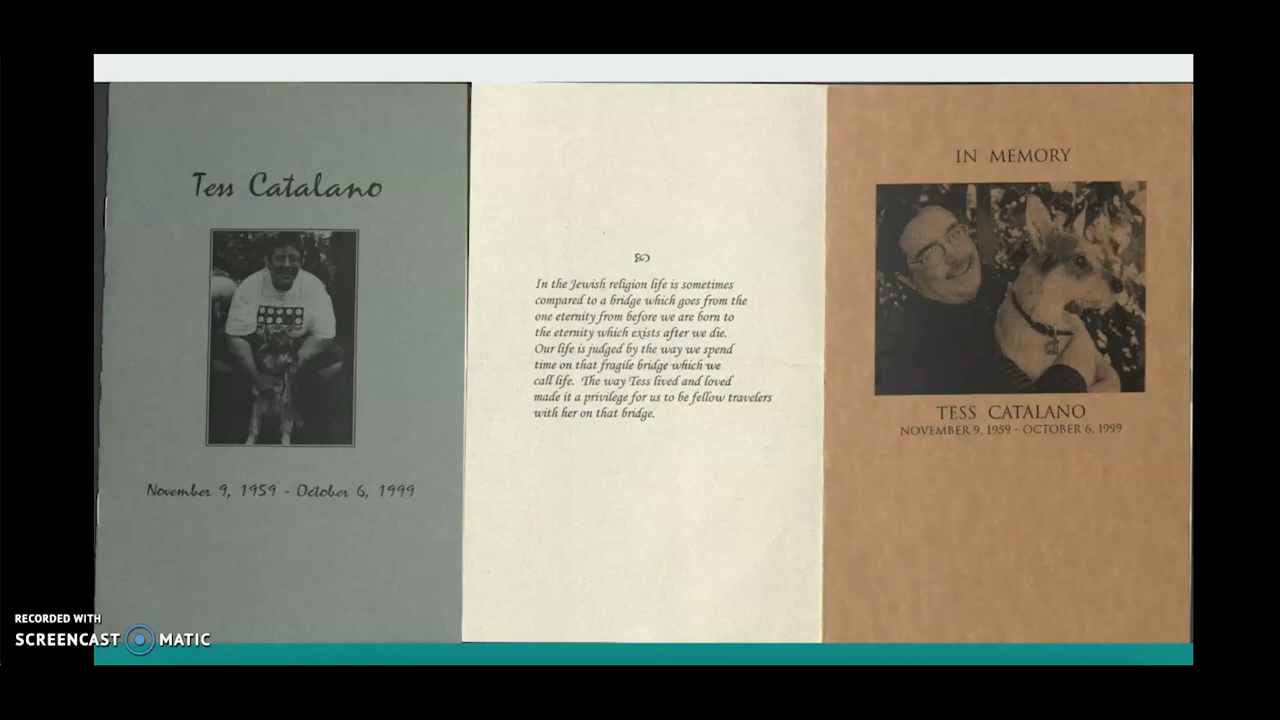 Tess Catalano
November 9, 1959 - October 6, 1999
In the Jewish religion life is sometimes
compared to a bridge which goes from the
one eternity from before we are born to
the eternity which exists after we die.
Our life is judged by the way we spend
time on that fragile bridge which we
call life. The way Tess lived and loved
made it a privilege for us to be fellow travelers
with her on that bridge.
IN MEMORY
TESS CATALANO
NOVEMBER 9, 1959 - OCTOBER 6, 1999
RECORDED WITH
SCREENCAST MATIC